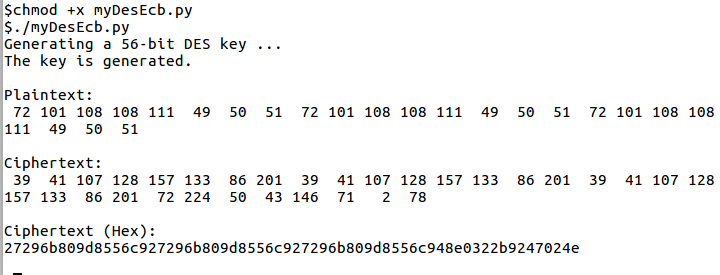 $chmod +x myDesEcb.py
$./myDesEcb.py
Generating a 56-bit DES key ...
The key is generated.
Plaintext:
72 101 108 108 111  49  50  51  72 101 108 108 111  49  50  51  72 101 108 108
111  49  50  51
Ciphertext:
39  41 107 128 157 133  86 201  39  41 107 128 157 133  86 201  39  41 107 128
157 133  86 201  72 224  50  43 146  71   2  78
Ciphertext (Hex):
27296b809d8556c927296b809d8556c927296b809d8556c948e0322b9247024e